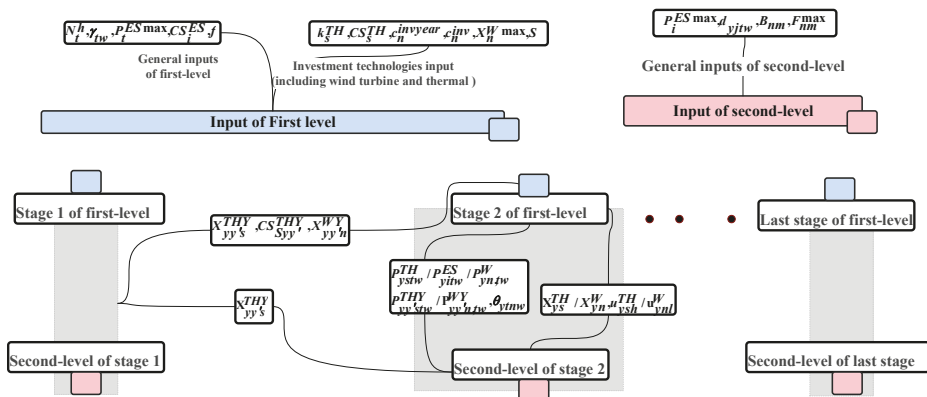 N_t^h,γ_tw,P_t^ES max,CS_i^ES,f
k_s^TH,CS_s^TH,c_n^invyear,c_n^inv,X_n^W max,S
P_i^ES max,d_yjtw,B_nm,F_nm^max
General inputs
of first-level
Investment technologies input
(including wind turbine and thermal )
General inputs of second-level
Input of First level
Input of second-level
Stage 1 of first-level
Stage 2 of first-level
Last stage of first-level
X_yy's^THY ,CS_Syy'^THY ,X_yy'n^WY
P_ystw^TH / P_yitw^ES / P_yn,tw^W
P_yy'stw^THY / P_yy'n,tw^WY ,θ_ytnw
X_ys^TH / X_yn^W,u_ysh^TH / u_ynl^W
X_yy's^THY
Second-level of stage 1
Second-level of stage 2
Second-level of last stage